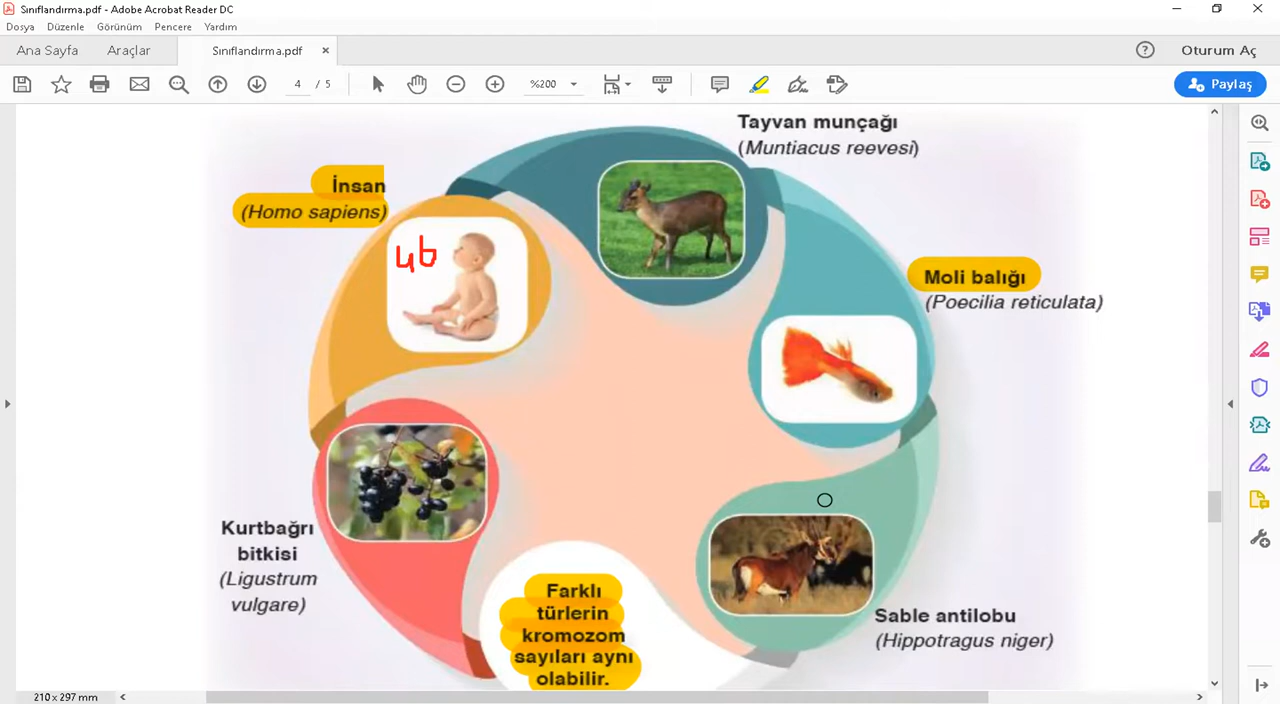 Sınıflandırma.pdf - Adobe Acrobat Reader DC
Dosya Düzenle Görünüm Pencere Yardım
Ana Sayfa Araçlar Sınıflandırma.pdf × ? Oturum Aç
4 / 5 %200 Paylaş
Tayvan munçağı
(Muntiacus reevesi)
İnsan
(Homo sapiens)
46
Moli balığı
(Poecilia reticulata)
Kurtbağrı
bitkisi
(Ligustrum
vulgare)
Farklı
türlerin
kromozom
sayıları aynı
olabilir.
Sable antilobu
(Hippotragus niger)
210 x 297 mm